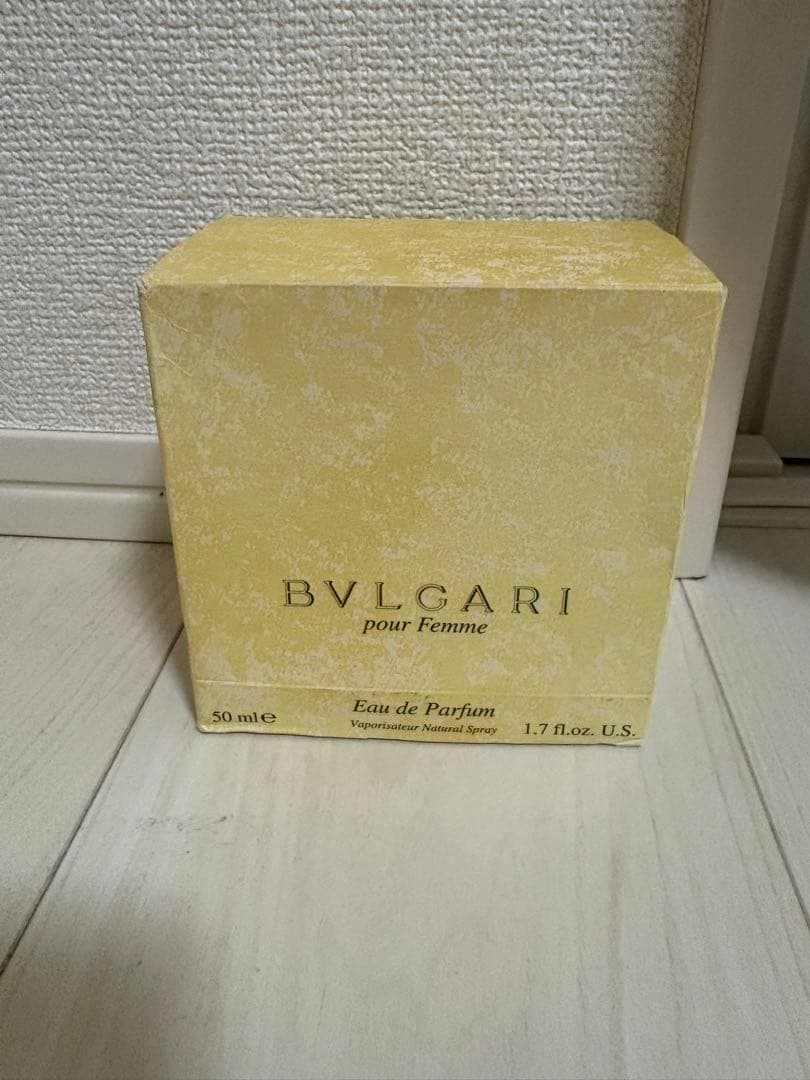 BVLGARI
pour Femme
Eau de Parfum
50 ml℮
Vaporisateur Natural Spray
1.7 fl.oz. U.S.